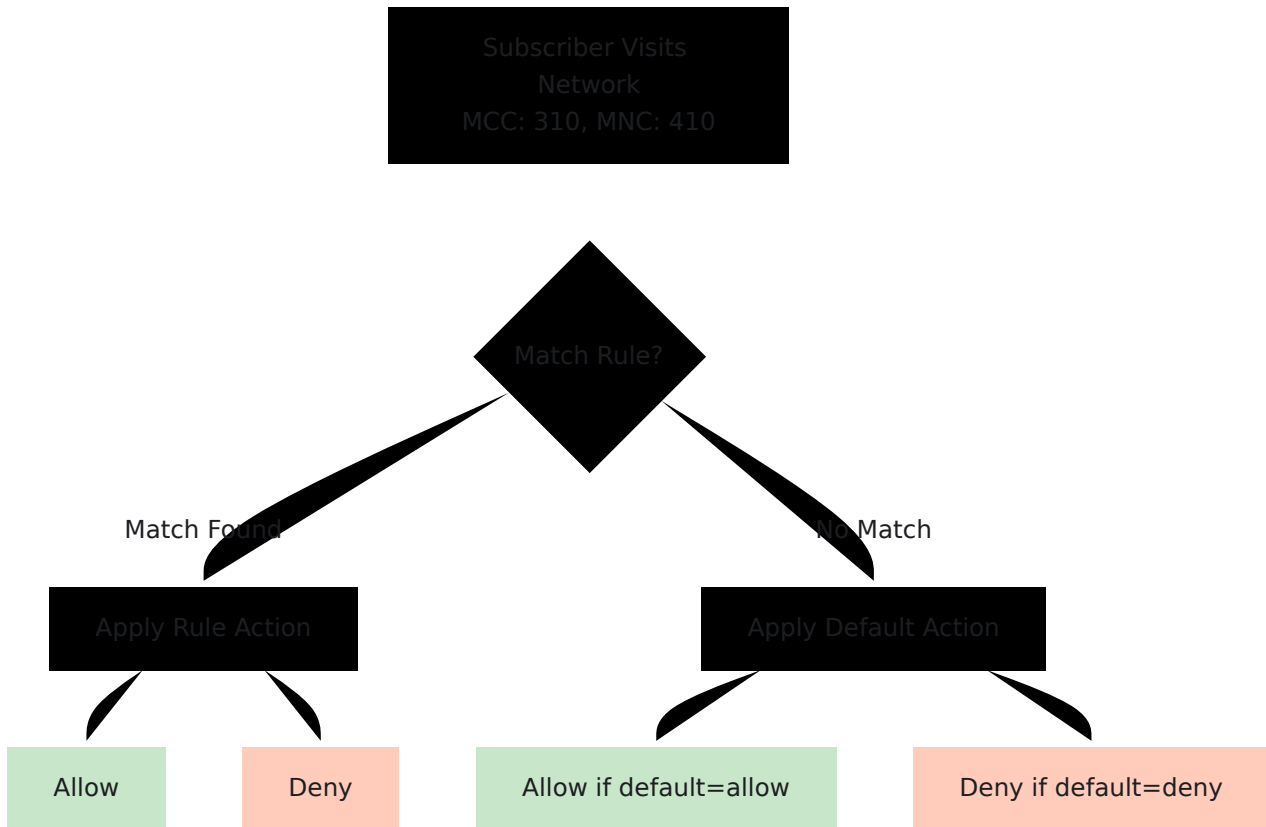 Subscriber Visits
Network
MCC: 310, MNC: 410
Match Rule?
Match Found
No Match
Apply Rule Action
Apply Default Action
Allow
Deny
Allow if default=allow
Deny if default=deny